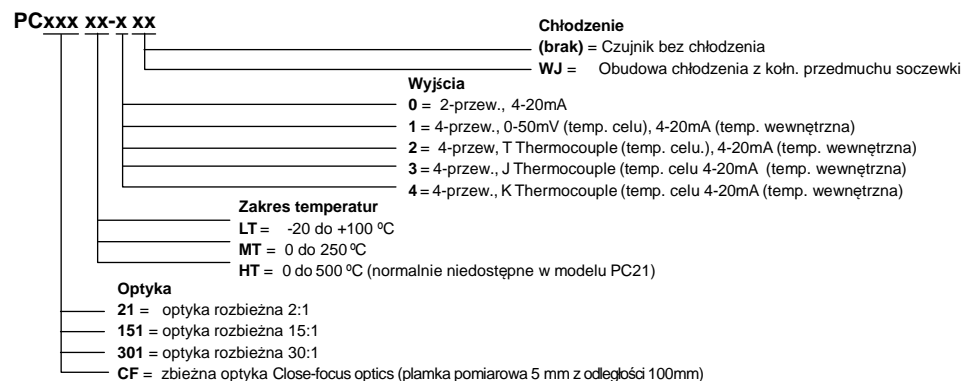 PCxxx xx-x xx
Chłodzenie
(brak) = Czujnik bez chłodzenia
WJ = Obudowa chłodzenia z kołn. przedmuchu soczewki
Wyjścia
0 = 2-przew., 4-20mA
1 = 4-przew., 0-50mV (temp. celu), 4-20mA (temp. wewnętrzna)
2 = 4-przew, T Thermocouple (temp. celu.), 4-20mA (temp. wewnętrzna)
3 = 4-przew., J Thermocouple (temp. celu 4-20mA (temp. wewnętrzna)
4 = 4-przew., K Thermocouple (temp. celu 4-20mA (temp. wewnętrzna)
Zakres temperatur
LT = -20 do +100 ºC
MT = 0 do 250 ºC
HT = 0 do 500 ºC (normalnie niedostępne w modelu PC21)
Optyka
21 = optyka rozbieżna 2:1
151 = optyka rozbieżna 15:1
301 = optyka rozbieżna 30:1
CF = zbieżna optyka Close-focus optics (plamka pomiarowa 5 mm z odległości 100mm)